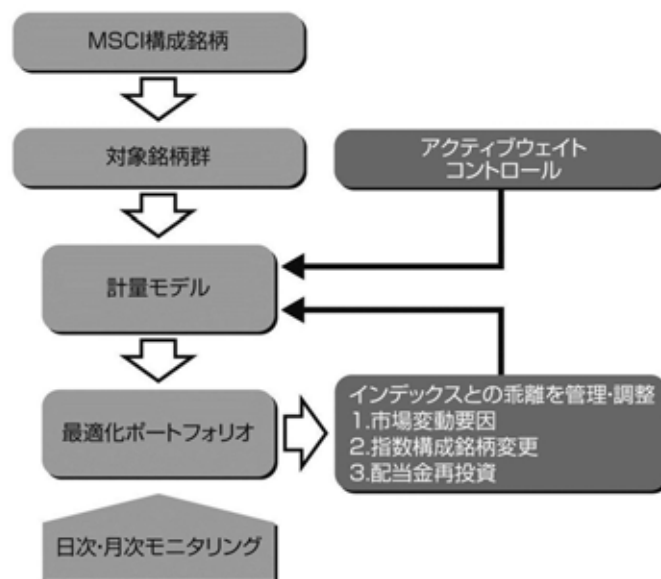 MSCI構成銘柄
対象銘柄群
アクティブウェイト
コントロール
計量モデル
最適化ポートフォリオ
インデックスとの乖離を管理・調整
1.市場変動要因
2.指数構成銘柄変更
3.配当金再投資
日次・月次モニタリング